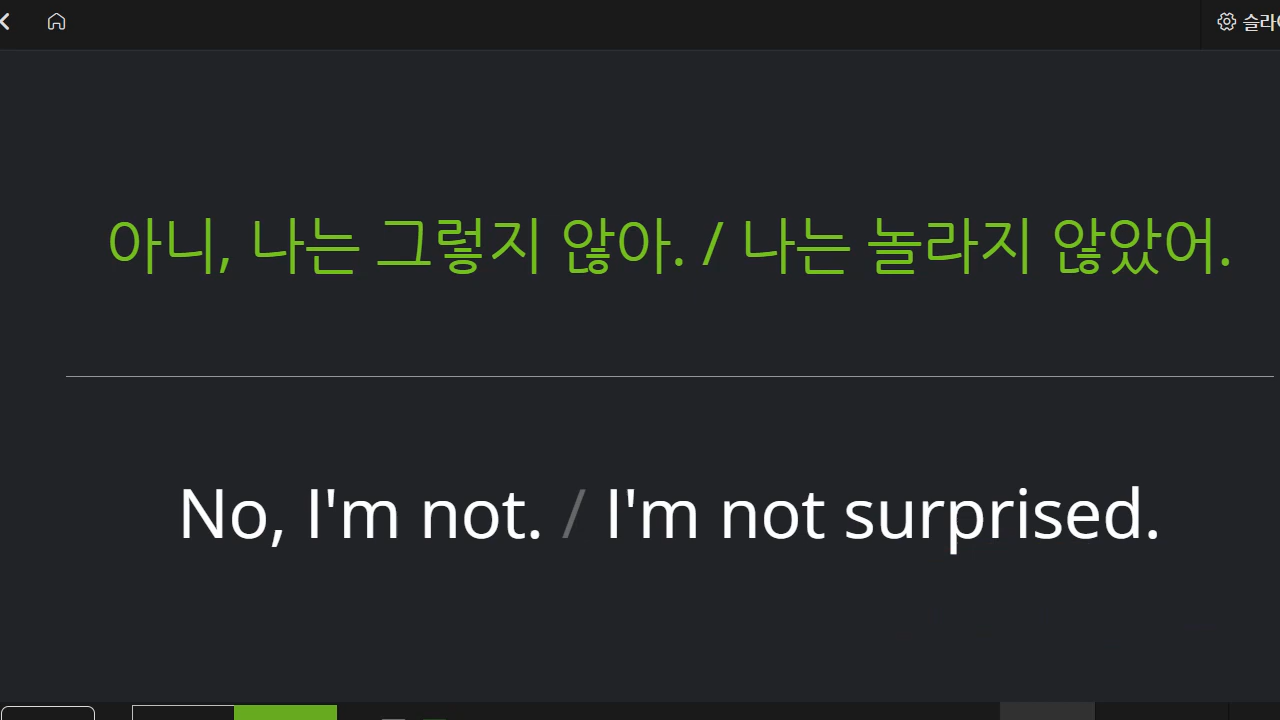 아니, 나는 그렇지 않아. / 나는 놀라지 않았어.
No, I'm not. / I'm not surprised.